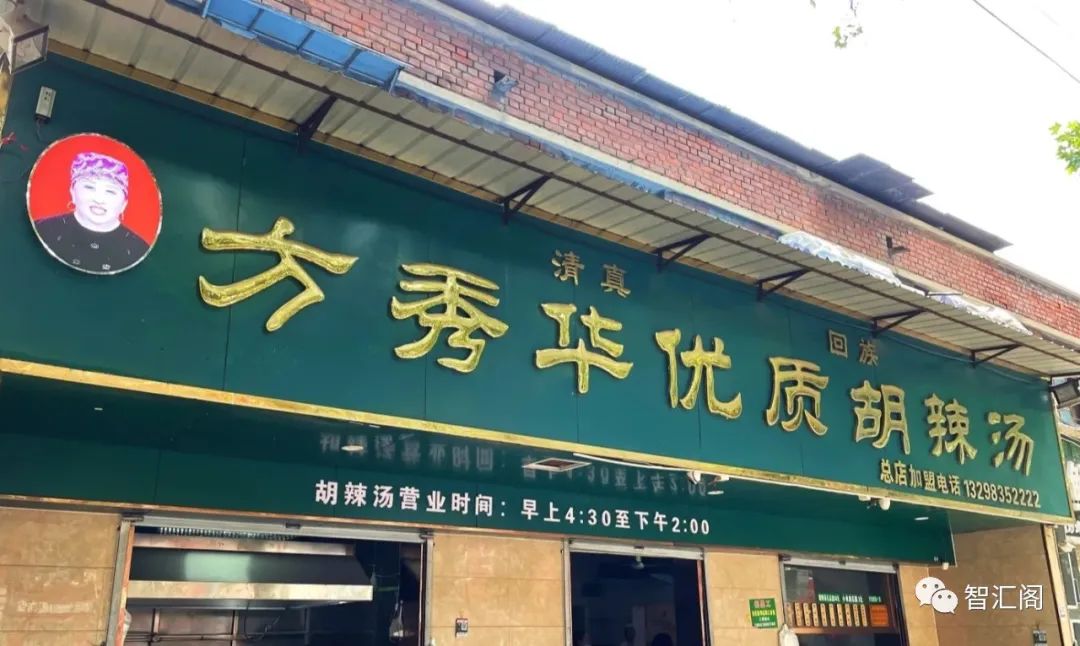 清真
回族
方秀华优质胡辣汤
总店加盟电话 13298352222
胡辣汤营业时间：早上4:30至下午2:00
智汇阁